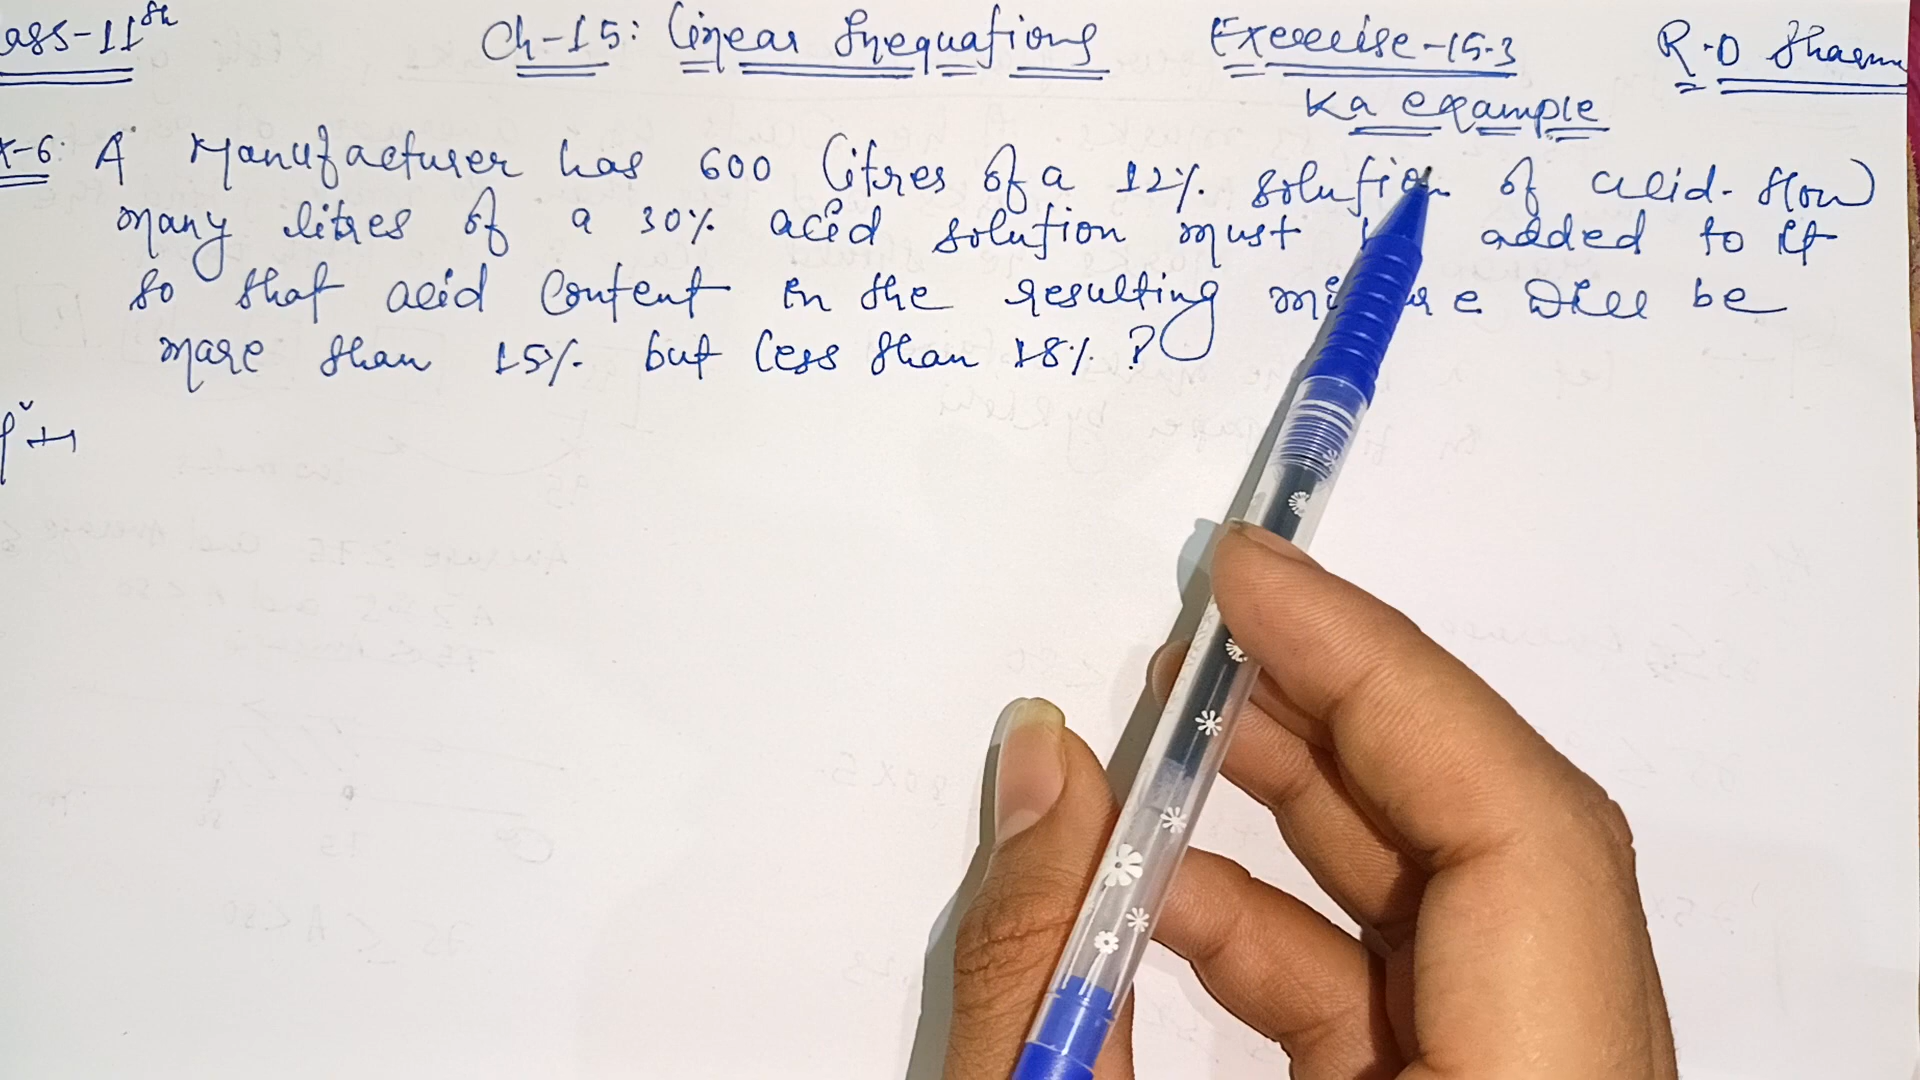 ass-11th Ch-15: Linear Inequations Exercise-15.3 R.D Sharma
Ka example
x-6: A Manufacturer has 600 litres of a 12% solution of acid. How
many litres of a 30% acid solution must added to it
so that acid content in the resulting will be
more than 15% but less than 18% ?